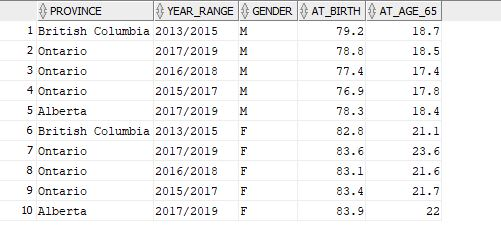 PROVINCE YEAR_RANGE GENDER AT_BIRTH AT_AGE_65
1 British Columbia 2013/2015 M 79.2 18.7
2 Ontario 2017/2019 M 78.8 18.5
3 Ontario 2016/2018 M 77.4 17.4
4 Ontario 2015/2017 M 76.9 17.8
5 Alberta 2017/2019 M 78.3 18.4
6 British Columbia 2013/2015 F 82.8 21.1
7 Ontario 2017/2019 F 83.6 23.6
8 Ontario 2016/2018 F 83.1 21.6
9 Ontario 2015/2017 F 83.4 21.7
10 Alberta 2017/2019 F 83.9 22